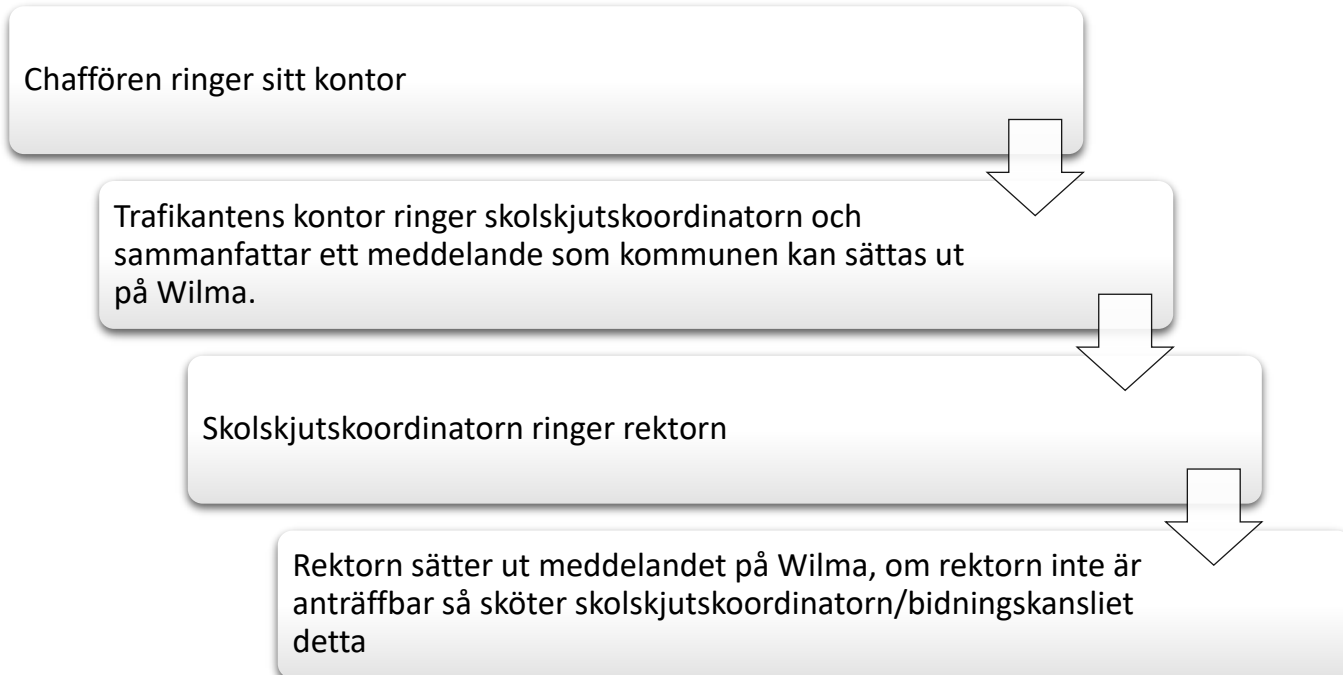 Chaffören ringer sitt kontor
Trafikantens kontor ringer skolskjutskoordinatorn och
sammanfattar ett meddelande som kommunen kan sättas ut
på Wilma.
Skolskjutskoordinatorn ringer rektorn
Rektorn sätter ut meddelandet på Wilma, om rektorn inte är
anträffbar så sköter skolskjutskoordinatorn/bidningskansliet
detta